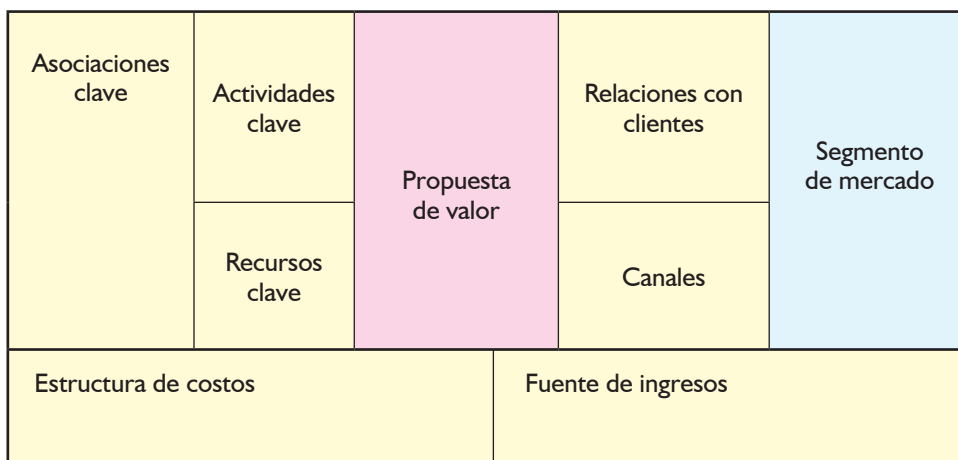 Asociaciones
clave
Actividades
clave
Recursos
clave
Propuesta
de valor
Relaciones con
clientes
Canales
Segmento
de mercado
Estructura de costos
Fuente de ingresos